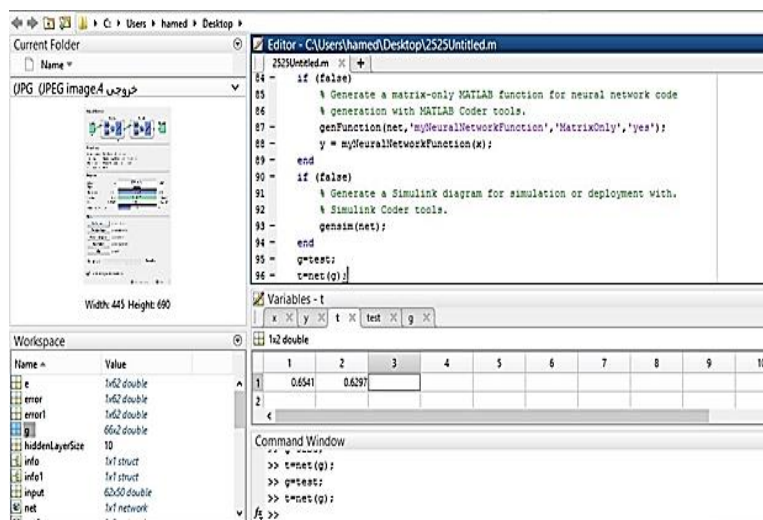 C: ▸ Users ▸ hamed ▸ Desktop ▸
Current Folder
Name
(JPG (JPEG image.4 خروجی
Width: 445 Height: 690
Workspace
Name Value
e 1x62 double
error 1x62 double
error1 1x62 double
g 66x2 double
hiddenLayerSize 10
info 1x1 struct
info1 1x1 struct
input 62x50 double
net 1x1 network
Editor - C:\Users\hamed\Desktop\2525Untitled.m
2525Untitled.m × +
84 - if (false)
85 % Generate a matrix-only MATLAB function for neural network code
86 % generation with MATLAB Coder tools.
87 - genFunction(net,'myNeuralNetworkFunction','MatrixOnly','yes');
88 - y = myNeuralNetworkFunction(x);
89 - end
90 - if (false)
91 % Generate a Simulink diagram for simulation or deployment with.
92 % Simulink Coder tools.
93 - gensim(net);
94 - end
95 - g=test;
96 - t=net(g);
Variables - t
x × y × t × test × g ×
1x2 double
1 2 3 4 5 6 7 8 9 10
1 0.6541 0.6297
2
Command Window
>> t=net(g);
>> g=test;
>> t=net(g);
fx >>